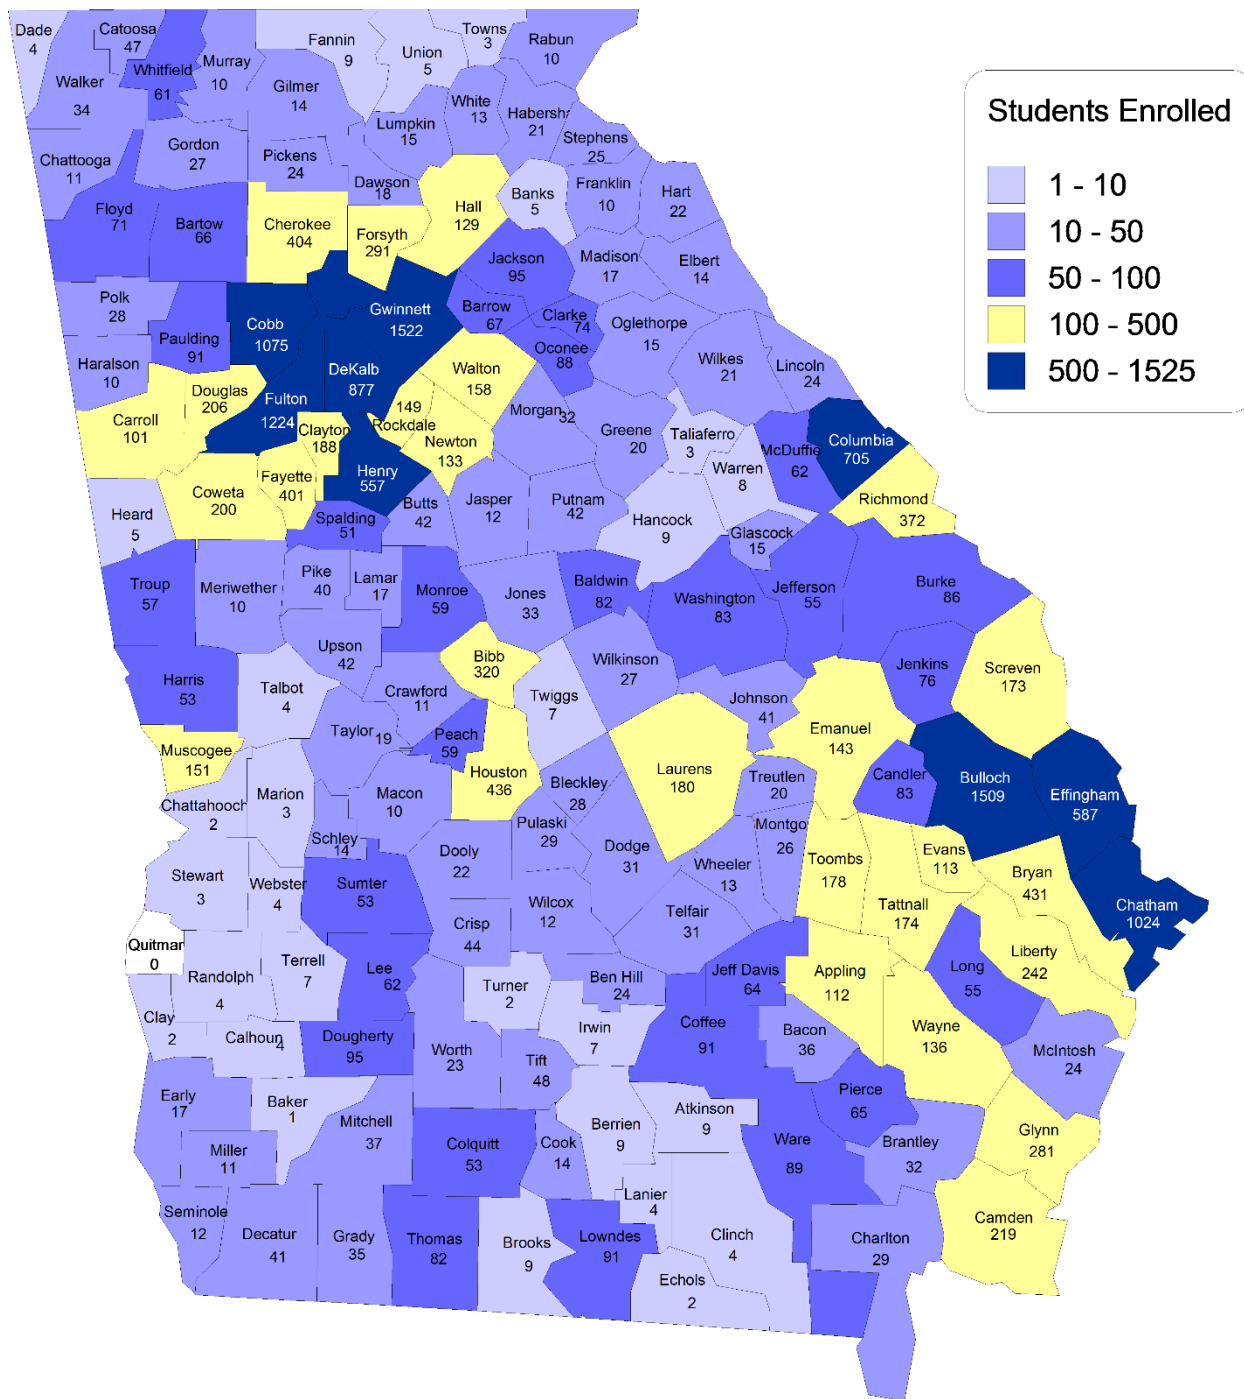 Dade
4
Catoosa
47
Fannin
9
Union
5
Towns
3
Rabun
10
Whitfield
61
Murray
10
Walker
34
Gilmer
14
White
13
Habersha
21
Lumpkin
15
Stephens
25
Gordon
27
Pickens
24
Chattooga
11
Dawson
18
Banks
5
Franklin
10
Hart
22
Floyd
71
Bartow
66
Cherokee
404
Forsyth
291
Hall
129
Jackson
95
Madison
17
Elbert
14
Polk
28
Paulding
91
Cobb
1075
Gwinnett
1522
Barrow
67
Clarke
74
Oconee
88
Oglethorpe
15
Haralson
10
DeKalb
877
Walton
158
Wilkes
21
Lincoln
24
Douglas
206
Fulton
1224
149
Rockdale
Morgan
32
Carroll
101
Clayton
188
Newton
133
Greene
20
Taliaferro
3
McDuffie
62
Columbia
705
Warren
8
Henry
557
Fayette
401
Coweta
200
Richmond
372
Heard
5
Spalding
51
Butts
42
Jasper
12
Putnam
42
Hancock
9
Glascock
15
Troup
57
Meriwether
10
Pike
40
Lamar
17
Monroe
59
Jones
33
Baldwin
82
Washington
83
Jefferson
55
Burke
86
Upson
42
Bibb
320
Wilkinson
27
Jenkins
76
Screven
173
Harris
53
Talbot
4
Crawford
11
Twiggs
7
Johnson
41
Taylor
19
Peach
59
Emanuel
143
Muscogee
151
Houston
436
Laurens
180
Treutlen
20
Candler
83
Bulloch
1509
Effingham
587
Chattahooch
2
Marion
3
Macon
10
Bleckley
28
Schley
14
Pulaski
29
Dodge
31
Montgo
26
Wheeler
13
Toombs
178
Evans
113
Bryan
431
Stewart
3
Webster
4
Sumter
53
Dooly
22
Wilcox
12
Telfair
31
Tattnall
174
Chatham
1024
Crisp
44
Quitman
0
Randolph
4
Terrell
7
Lee
62
Turner
2
Ben Hill
24
Jeff Davis
64
Appling
112
Long
55
Liberty
242
Clay
2
Calhoun
4
Dougherty
95
Worth
23
Tift
48
Irwin
7
Coffee
91
Bacon
36
Wayne
136
McIntosh
24
Early
17
Baker
1
Mitchell
37
Berrien
9
Atkinson
9
Pierce
65
Miller
11
Colquitt
53
Cook
14
Ware
89
Brantley
32
Glynn
281
Lanier
4
Seminole
12
Decatur
41
Grady
35
Thomas
82
Brooks
9
Lowndes
91
Clinch
4
Charlton
29
Camden
219
Echols
2
Students Enrolled
1 - 10
10 - 50
50 - 100
100 - 500
500 - 1525